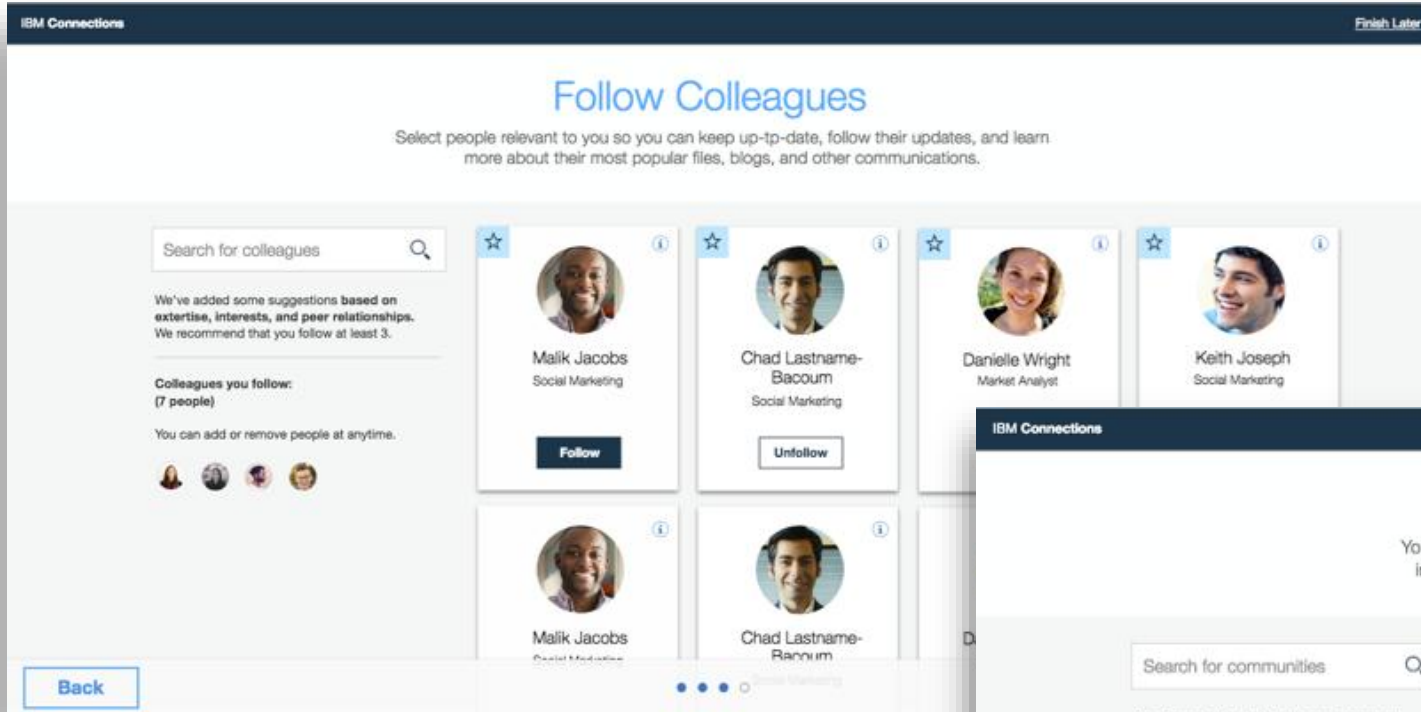 IBM Connections
Finish Later
Follow Colleagues
Select people relevant to you so you can keep up-tp-date, follow their updates, and learn
more about their most popular files, blogs, and other communications.
Search for colleagues
We've added some suggestions based on
extertise, interests, and peer relationships.
We recommend that you follow at least 3.
Colleagues you follow:
(7 people)
You can add or remove people at anytime.
Malik Jacobs
Social Marketing
Follow
Chad Lastname-
Bacoum
Social Marketing
Unfollow
Danielle Wright
Market Analyst
Keith Joseph
Social Marketing
Malik Jacobs
Social Marketing
Chad Lastname-
Bacoum
Social Marketing
D
Back
IBM Connections
Yo
i
Search for communities